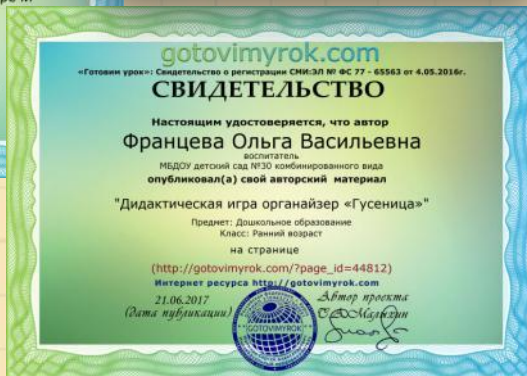 gotovimyrok.com
«Готовим урок»: Свидетельство о регистрации СМИ:ЭЛ № ФС 77 - 65563 от 4.05.2016г.
СВИДЕТЕЛЬСТВО
Настоящим удостоверяется, что автор
Францева Ольга Васильевна
воспитатель
МБДОУ детский сад №30 комбинированного вида
опубликовал(а) свой авторский материал
"Дидактическая игра органайзер «Гусеница»"
Предмет: Дошкольное образование
Класс: Ранний возраст
на странице
(http://gotovimyrok.com/?page_id=44812)
Интернет ресурса http://gotovimyrok.com
21.06.2017
(Дата публикации)
Автор проекта
Малыхин
"GOTOVIMYROK"